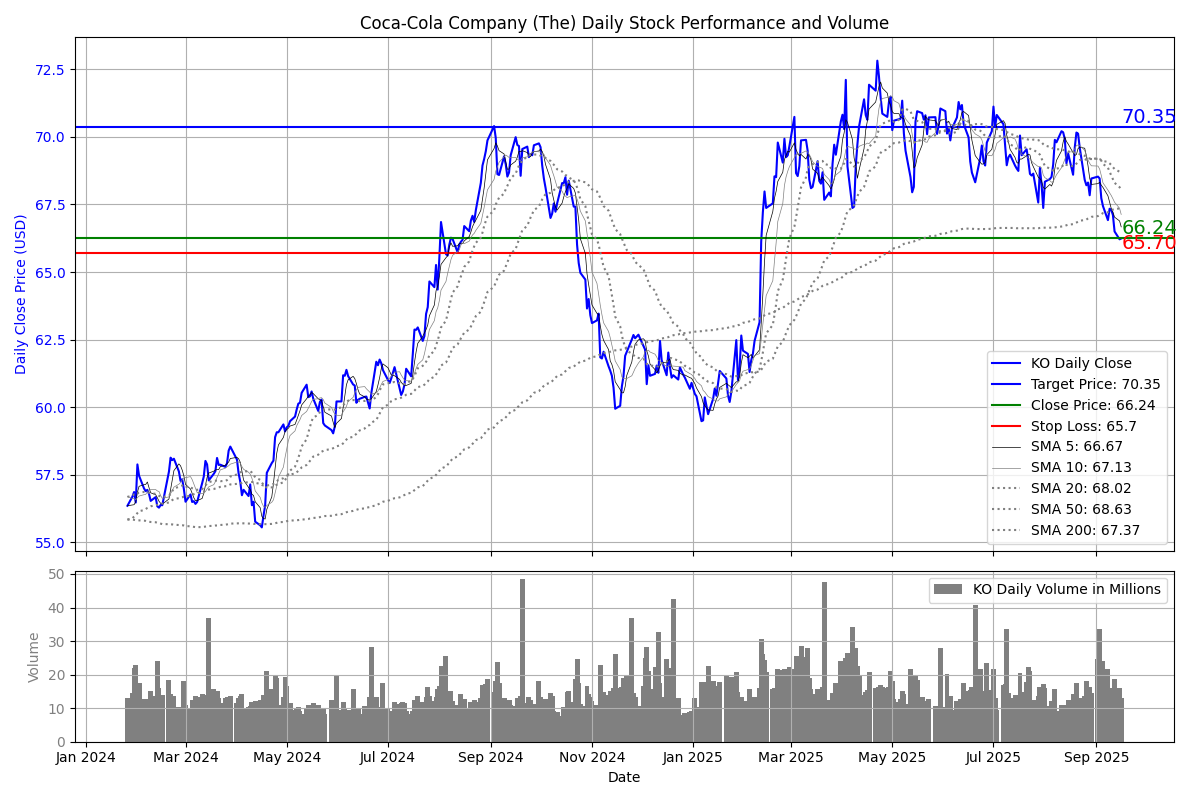 Coca-Cola Company (The) Daily Stock Performance and Volume
Daily Close Price (USD)
72.5
70.0
67.5
65.0
62.5
60.0
57.5
55.0
70.35
66.24
65.70
KO Daily Close
Target Price: 70.35
Close Price: 66.24
Stop Loss: 65.7
SMA 5: 66.67
SMA 10: 67.13
SMA 20: 68.02
SMA 50: 68.63
SMA 200: 67.37
Volume
50
40
30
20
10
0
KO Daily Volume in Millions
Jan 2024
Mar 2024
May 2024
Jul 2024
Sep 2024
Nov 2024
Jan 2025
Mar 2025
May 2025
Jul 2025
Sep 2025
Date